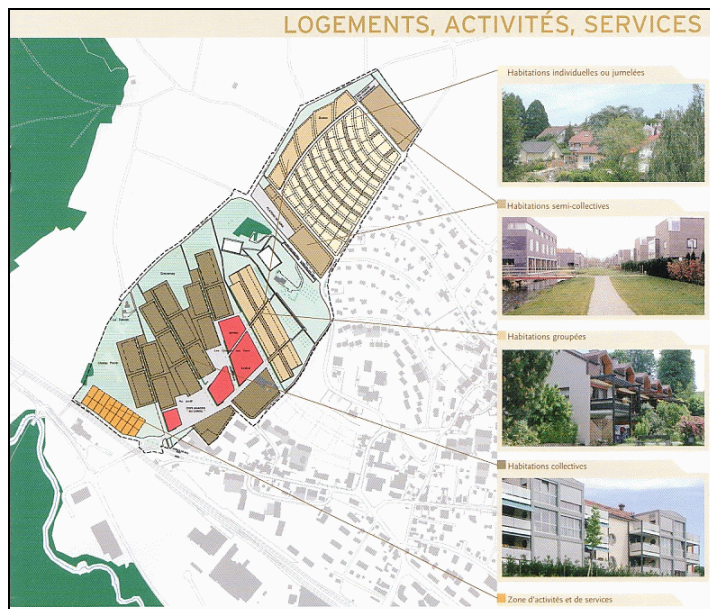 LOGEMENTS, ACTIVITÉS, SERVICES
Habitations individuelles ou jumelées
Habitations semi-collectives
Habitations groupées
Habitations collectives
Zone d'activités et de services